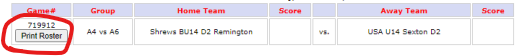 Game# Group Home Team Score Away Team Score
719912
Print Roster A4 vs A6 Shrews BU14 D2 Remington vs. USA U14 Sexton D2